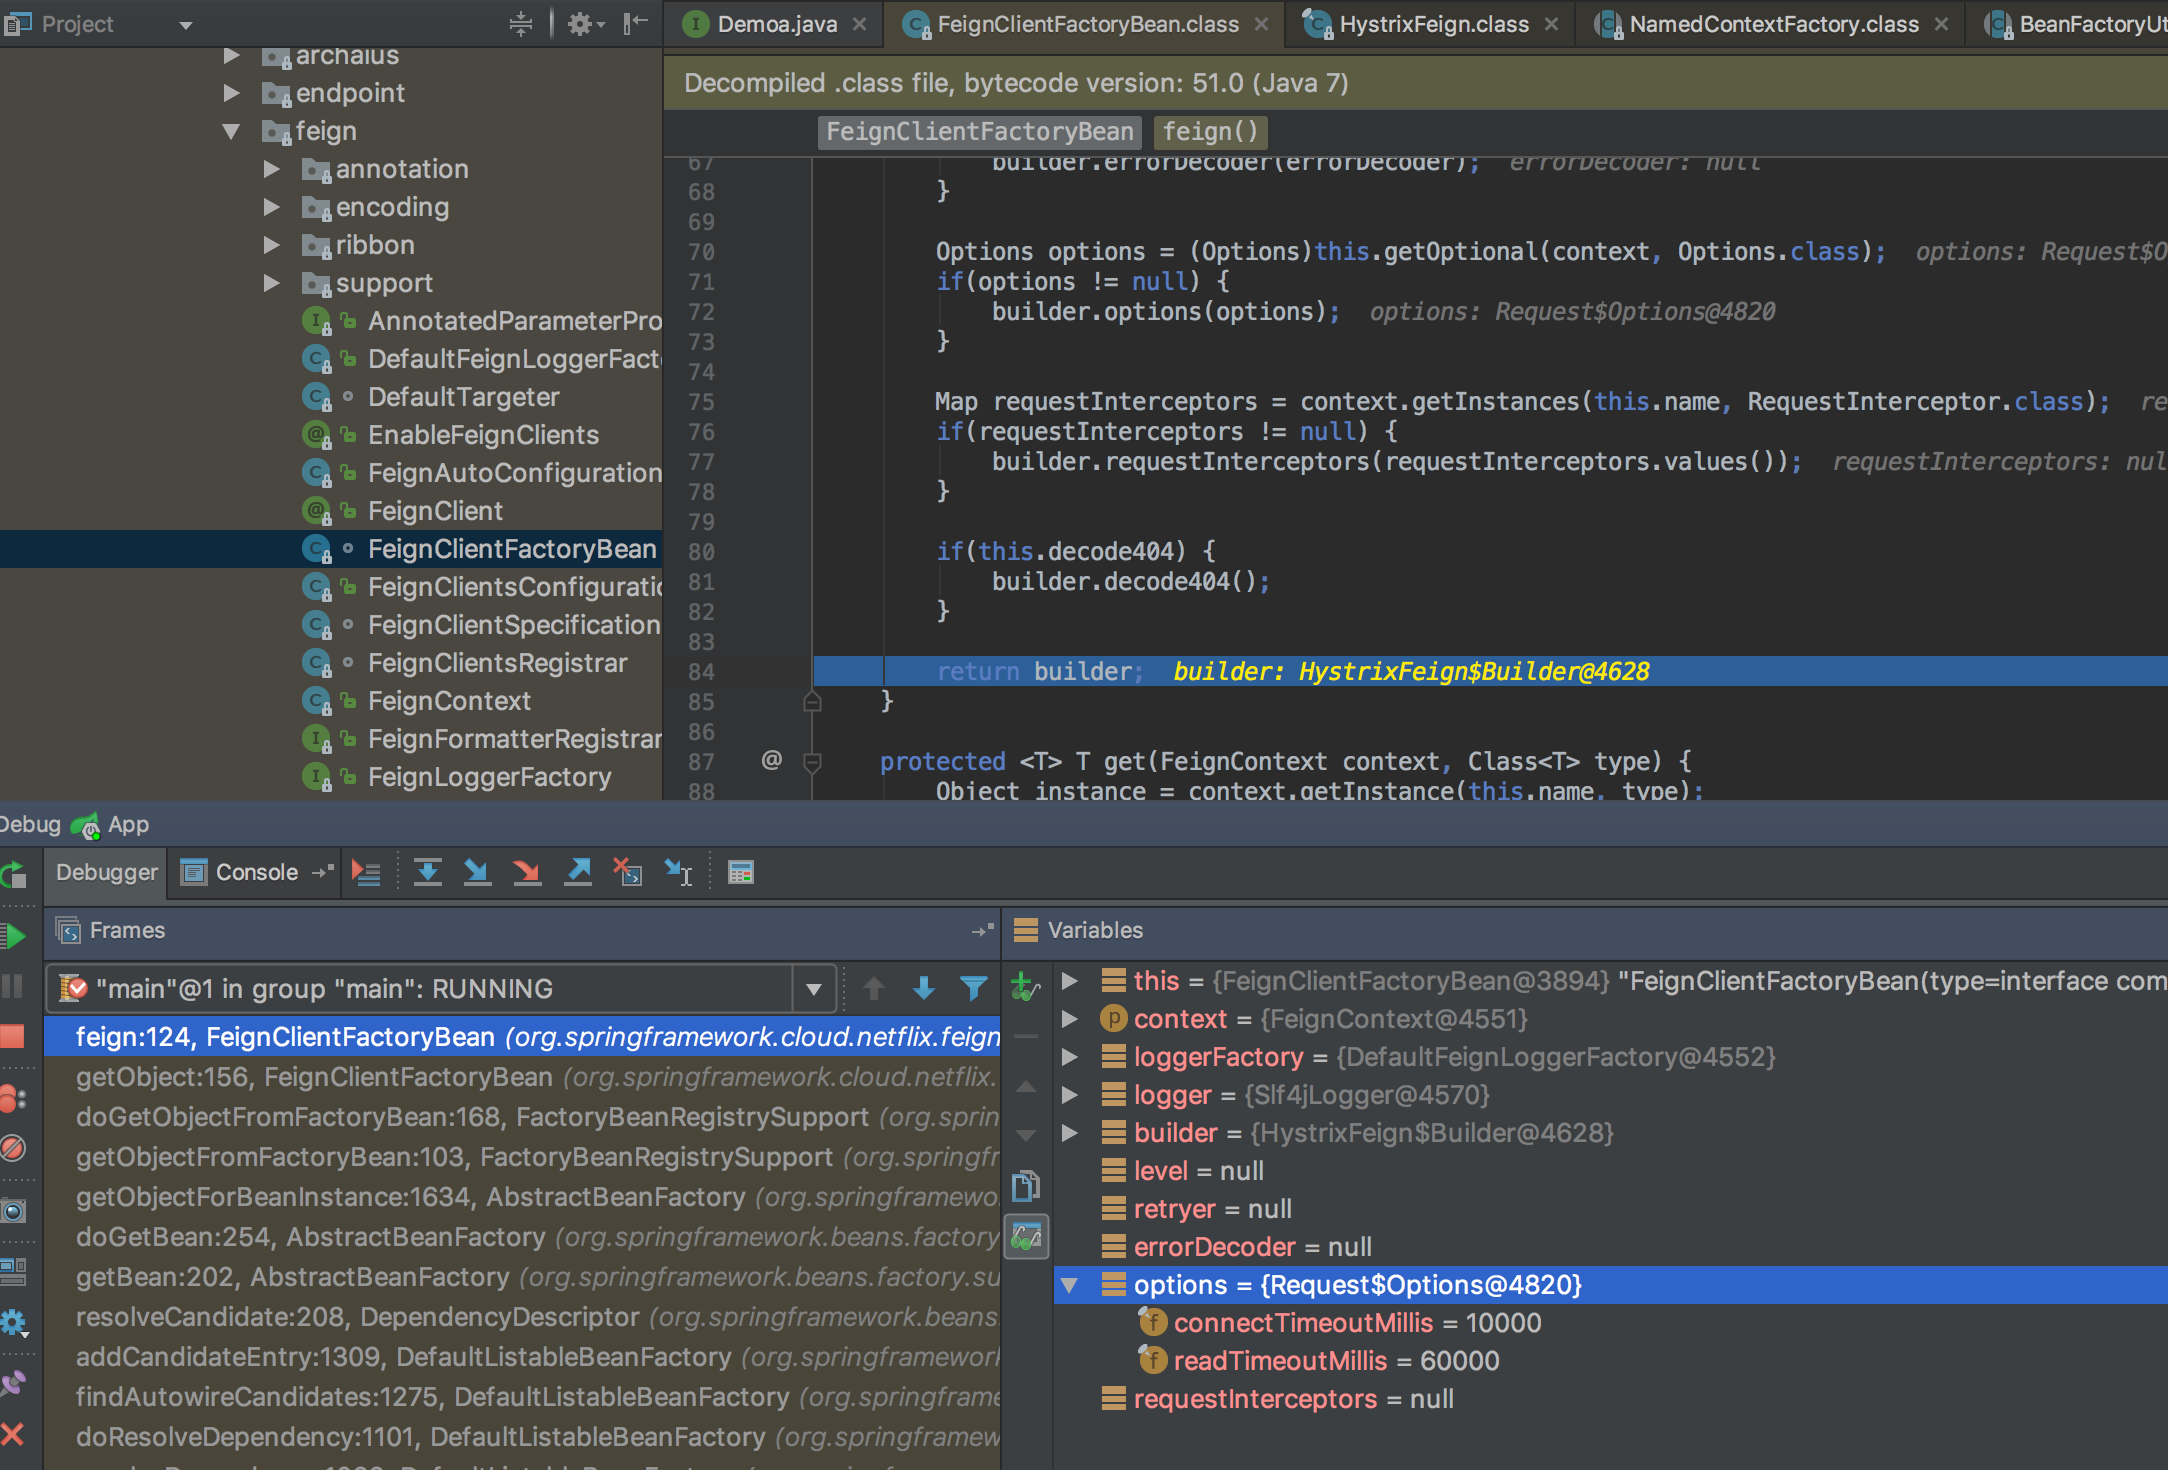 Project
Demoa.java
FeignClientFactoryBean.class
HystrixFeign.class
NamedContextFactory.class
BeanFactoryUt
archaius
endpoint
feign
annotation
encoding
ribbon
support
AnnotatedParameterPro
DefaultFeignLoggerFact
DefaultTargeter
EnableFeignClients
FeignAutoConfiguration
FeignClient
FeignClientFactoryBean
FeignClientsConfiguratio
FeignClientSpecification
FeignClientsRegistrar
FeignContext
FeignFormatterRegistrar
FeignLoggerFactory
Decompiled .class file, bytecode version: 51.0 (Java 7)
FeignClientFactoryBean feign()
67 builder.errorDecoder(errorDecoder); errorDecoder: null
68 }
69
70 Options options = (Options)this.getOptional(context, Options.class); options: Request$O
71 if(options != null) {
72 builder.options(options); options: Request$Options@4820
73 }
74
75 Map requestInterceptors = context.getInstances(this.name, RequestInterceptor.class); re
76 if(requestInterceptors != null) {
77 builder.requestInterceptors(requestInterceptors.values()); requestInterceptors: nul
78 }
79
80 if(this.decode404) {
81 builder.decode404();
82 }
83
84 return builder; builder: HystrixFeign$Builder@4628
85 }
86
87 @ protected <T> T get(FeignContext context, Class<T> type) {
88 Object instance = context.getInstance(this.name, type);
Debug App
Debugger Console
Frames
"main"@1 in group "main": RUNNING
feign:124, FeignClientFactoryBean (org.springframework.cloud.netflix.feign
getObject:156, FeignClientFactoryBean (org.springframework.cloud.netflix.
doGetObjectFromFactoryBean:168, FactoryBeanRegistrySupport (org.sprin
getObjectFromFactoryBean:103, FactoryBeanRegistrySupport (org.springfr
getObjectForBeanInstance:1634, AbstractBeanFactory (org.springframewo
doGetBean:254, AbstractBeanFactory (org.springframework.beans.factory
getBean:202, AbstractBeanFactory (org.springframework.beans.factory.su
resolveCandidate:208, DependencyDescriptor (org.springframework.beans
addCandidateEntry:1309, DefaultListableBeanFactory (org.springframework
findAutowireCandidates:1275, DefaultListableBeanFactory (org.springframe
doResolveDependency:1101, DefaultListableBeanFactory (org.springframew
Variables
this = {FeignClientFactoryBean@3894} "FeignClientFactoryBean(type=interface com
context = {FeignContext@4551}
loggerFactory = {DefaultFeignLoggerFactory@4552}
logger = {Slf4jLogger@4570}
builder = {HystrixFeign$Builder@4628}
level = null
retryer = null
errorDecoder = null
options = {Request$Options@4820}
connectTimeoutMillis = 10000
readTimeoutMillis = 60000
requestInterceptors = null